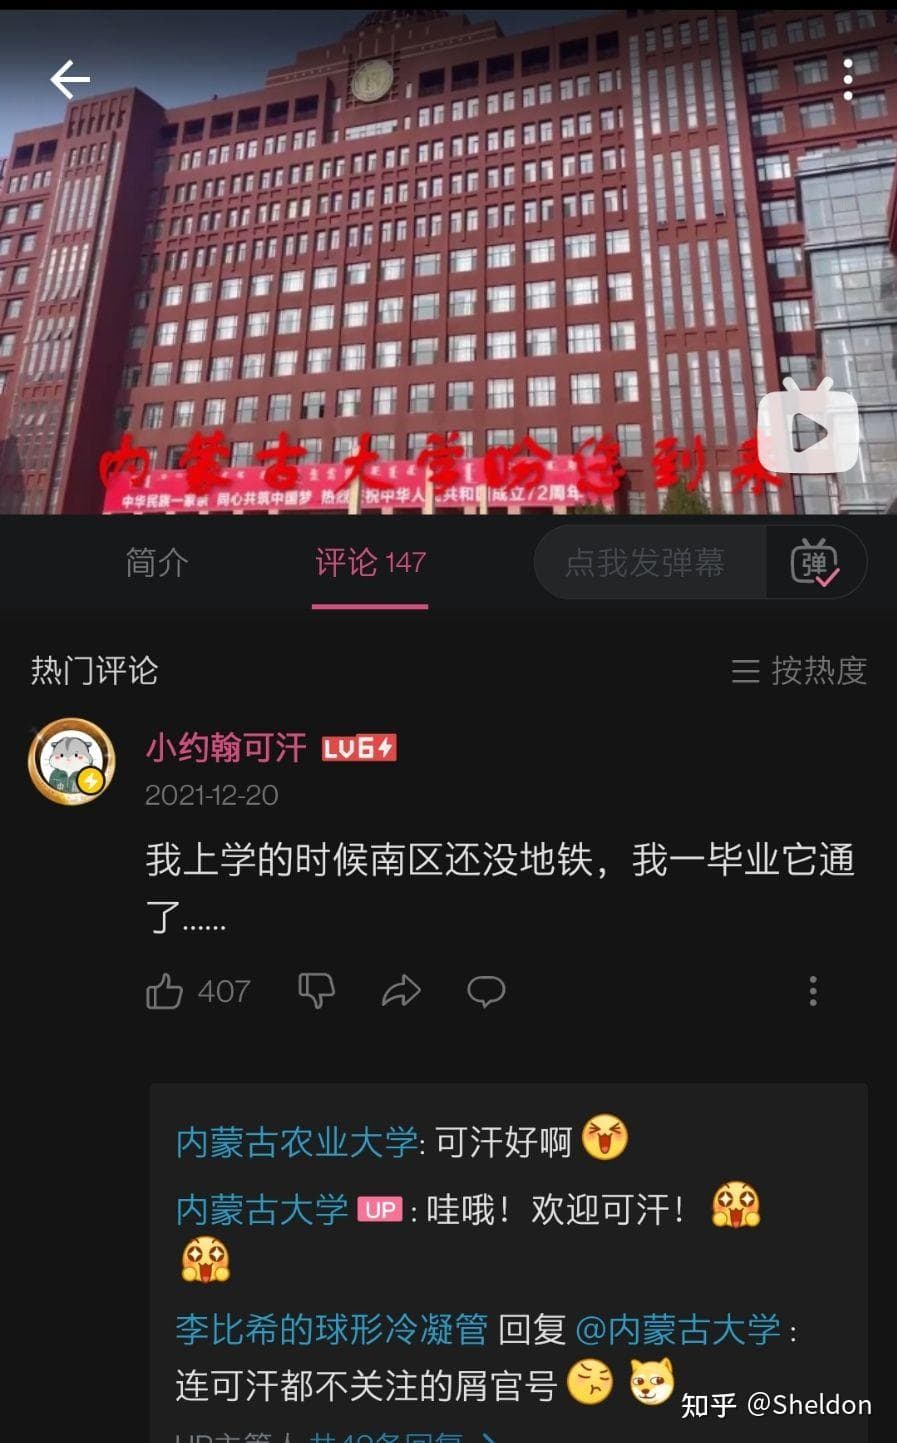 内蒙古大学盼您到来
中华民族一家亲 同心共筑中国梦 热烈庆祝中华人民共和国成立72周年
简介
评论 147
点我发弹幕
弹
热门评论
按热度
小约翰可汗 LV6
2021-12-20
我上学的时候南区还没地铁，我一毕业它通
了......
407
内蒙古农业大学: 可汗好啊
内蒙古大学 UP : 哇哦！欢迎可汗！
李比希的球形冷凝管 回复 @内蒙古大学 :
连可汗都不关注的屑官号
UP主等人 共49条回复 >
知乎 @Sheldon